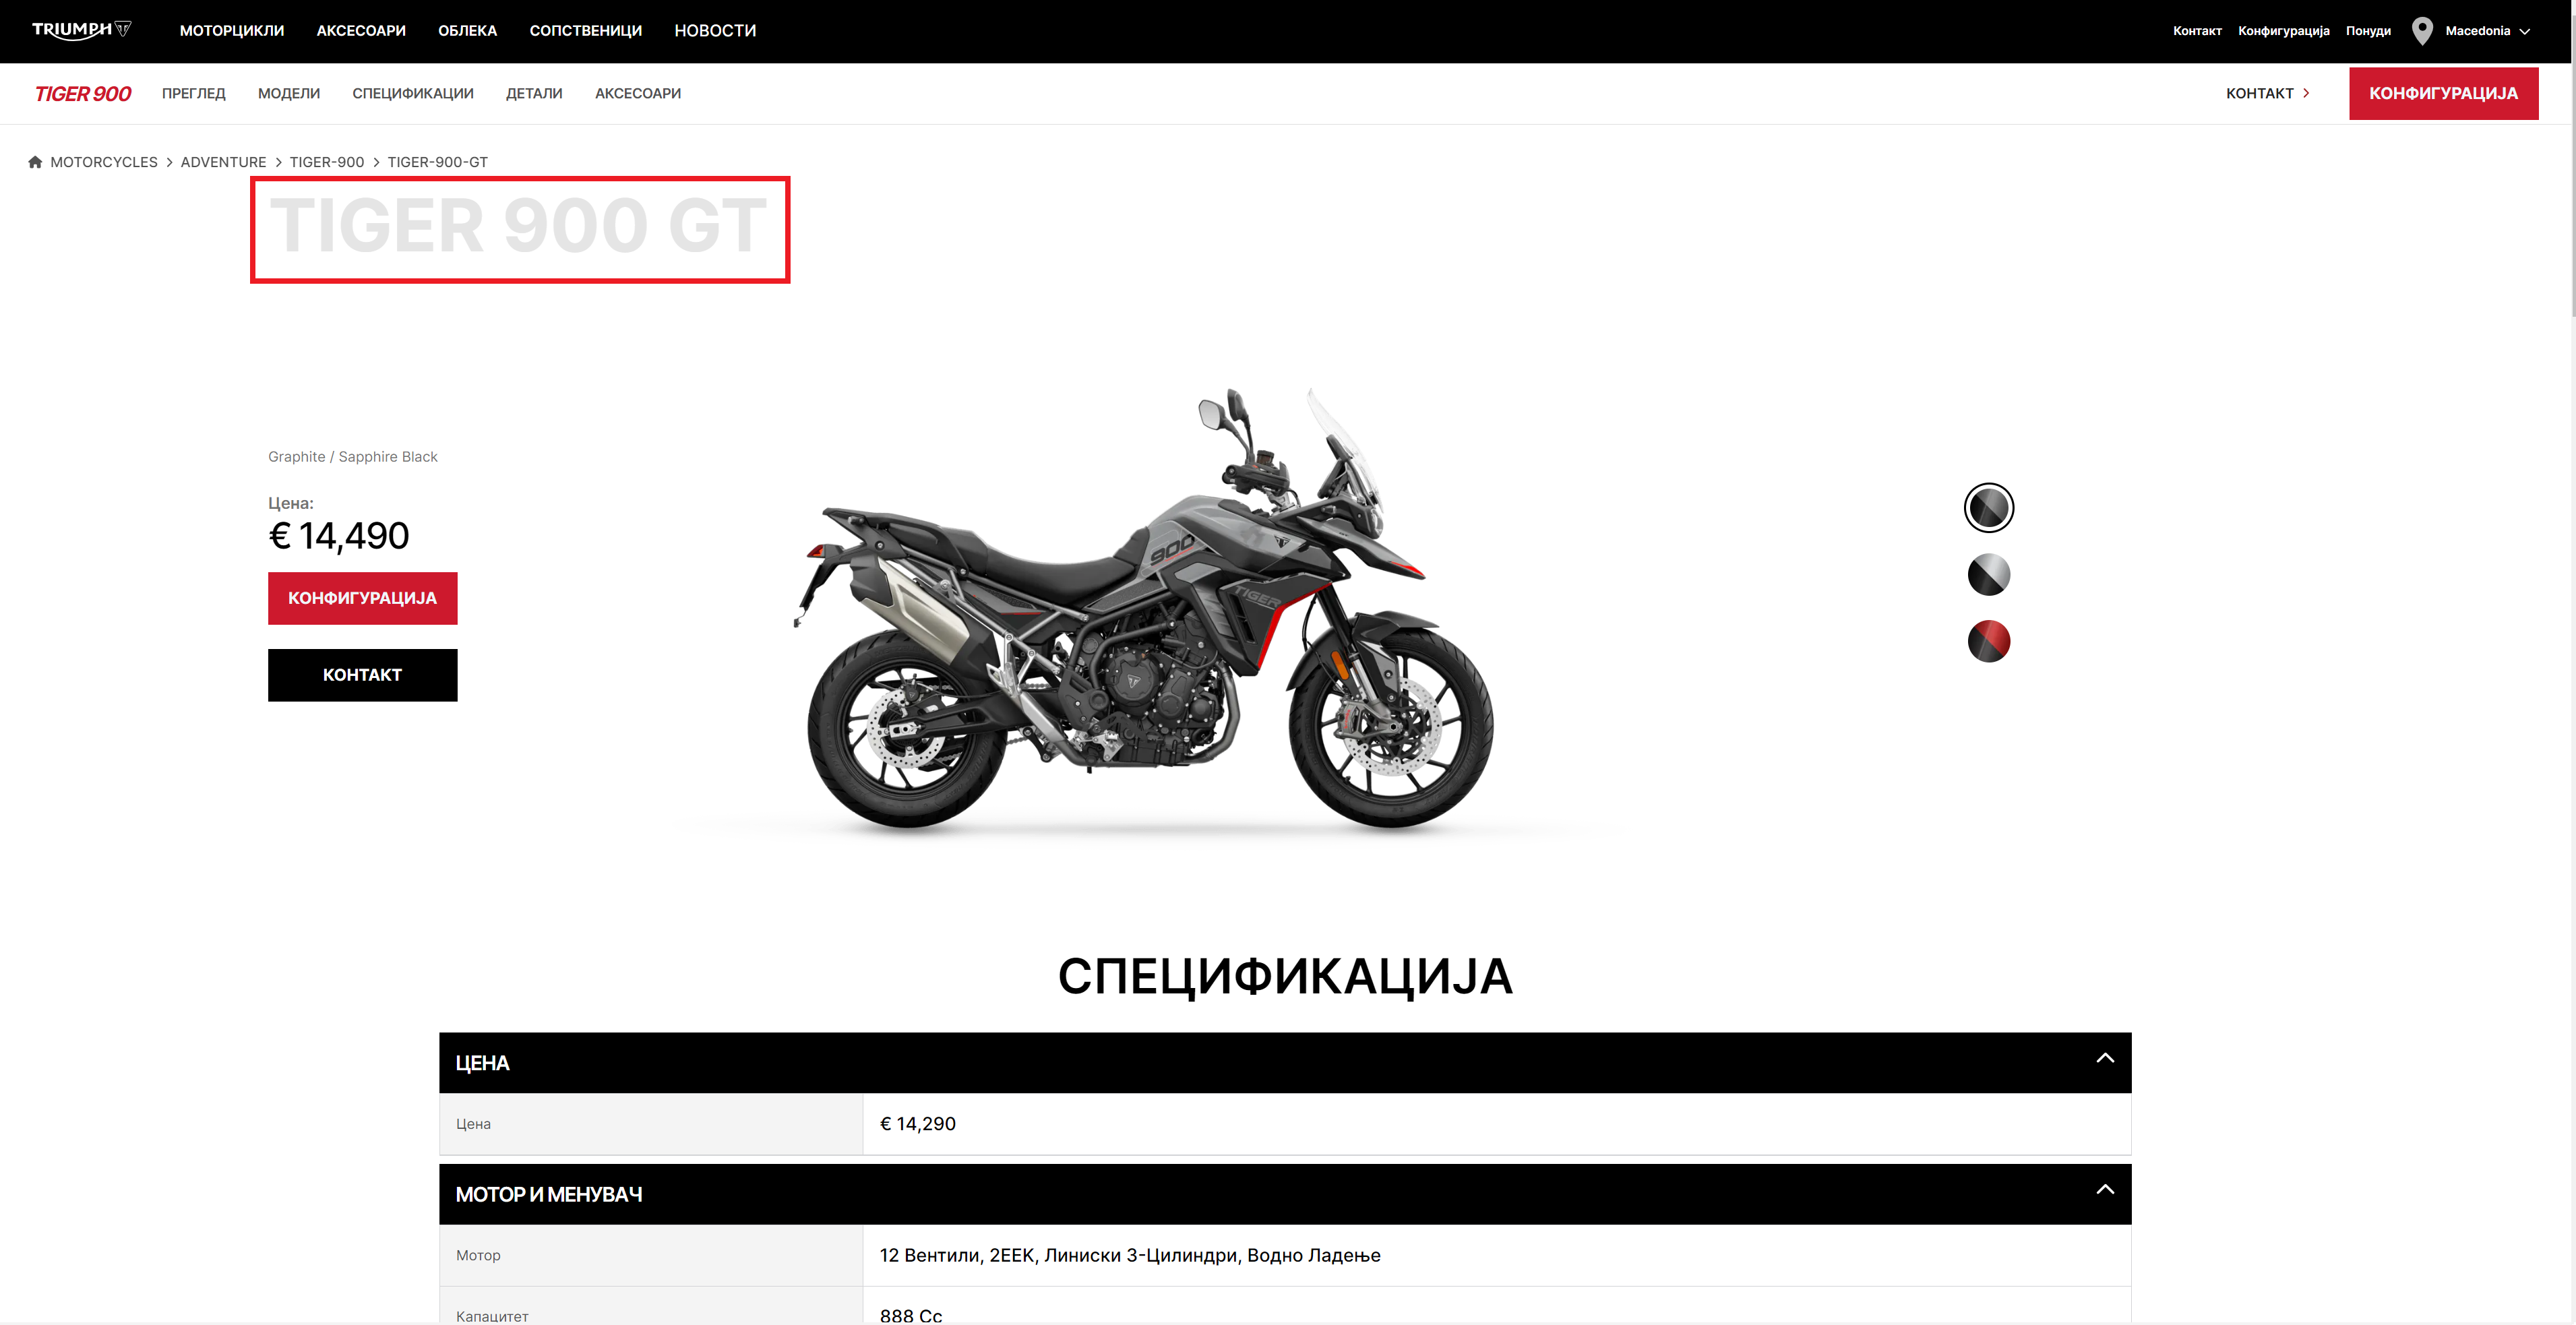 TRIUMPH
МОТОРЦИКЛИ АКСЕСОАРИ ОБЛЕКА СОПСТВЕНИЦИ НОВОСТИ
Контакт Конфигурација Понуди Macedonia
TIGER 900 ПРЕГЛЕД МОДЕЛИ СПЕЦИФИКАЦИИ ДЕТАЛИ АКСЕСОАРИ
КОНТАКТ КОНФИГУРАЦИЈА
MOTORCYCLES > ADVENTURE > TIGER-900 > TIGER-900-GT
TIGER 900 GT
Graphite / Sapphire Black
Цена:
€ 14,490
КОНФИГУРАЦИЈА
КОНТАКТ
900
TIGER
СПЕЦИФИКАЦИЈА
ЦЕНА
Цена € 14,290
МОТОР И МЕНУВАЧ
Мотор 12 Вентили, 2ЕЕК, Линиски 3-Цилиндри, Водно Ладење
Капацитет 888 Cc